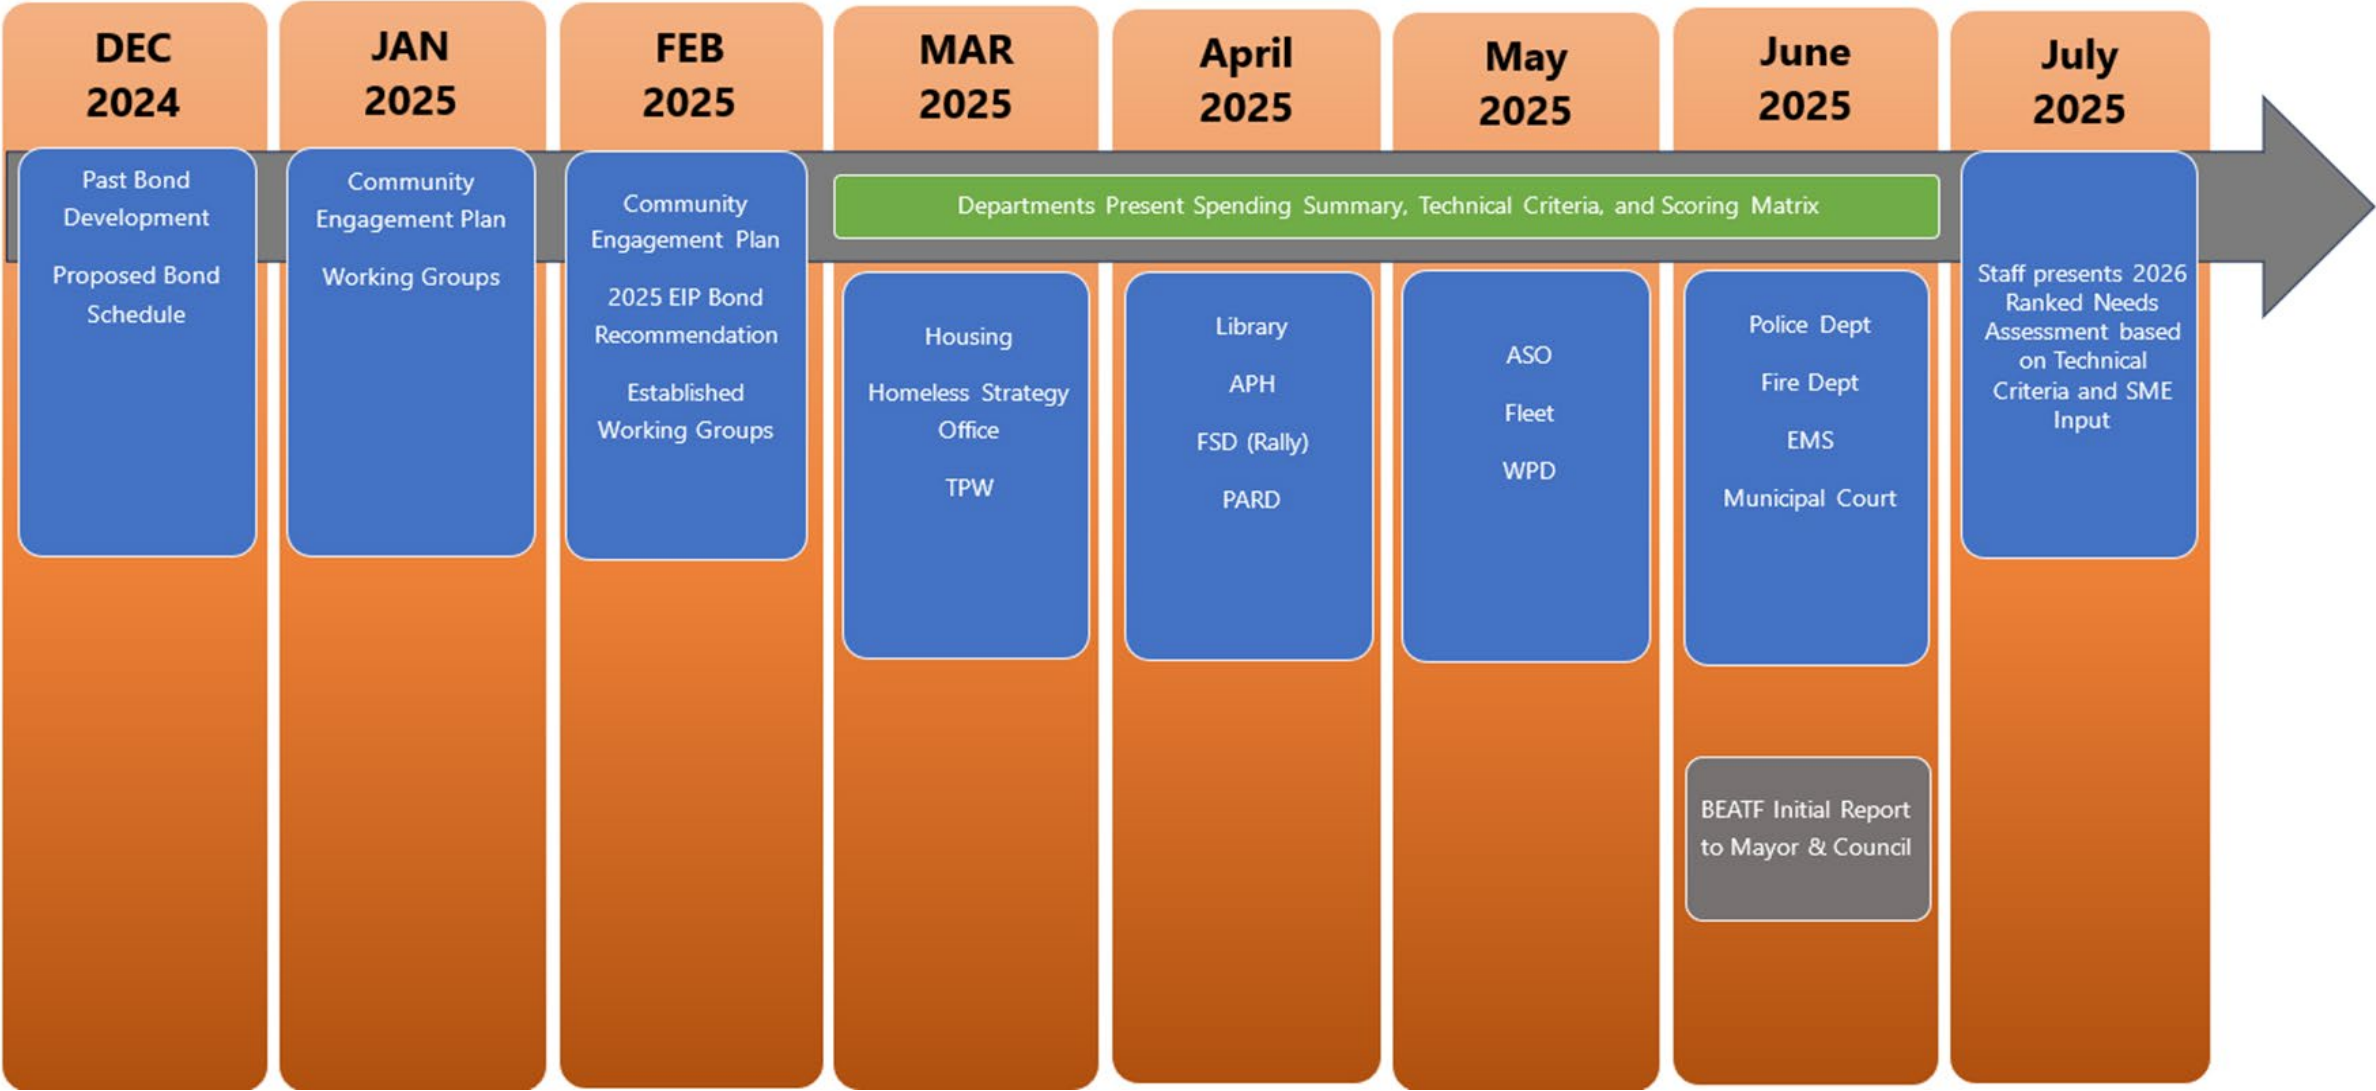 DEC
2024
Past Bond
Development
Proposed Bond
Schedule
JAN
2025
Community
Engagement Plan
Working Groups
FEB
2025
Community
Engagement Plan
2025 EIP Bond
Recommendation
Established
Working Groups
Departments Present Spending Summary, Technical Criteria, and Scoring Matrix
MAR
2025
Housing
Homeless Strategy
Office
TPW
April
2025
Library
APH
FSD (Rally)
PARD
May
2025
ASO
Fleet
WPD
June
2025
Police Dept
Fire Dept
EMS
Municipal Court
BEATF Initial Report
to Mayor & Council
July
2025
Staff presents 2026
Ranked Needs
Assessment based
on Technical
Criteria and SME
Input